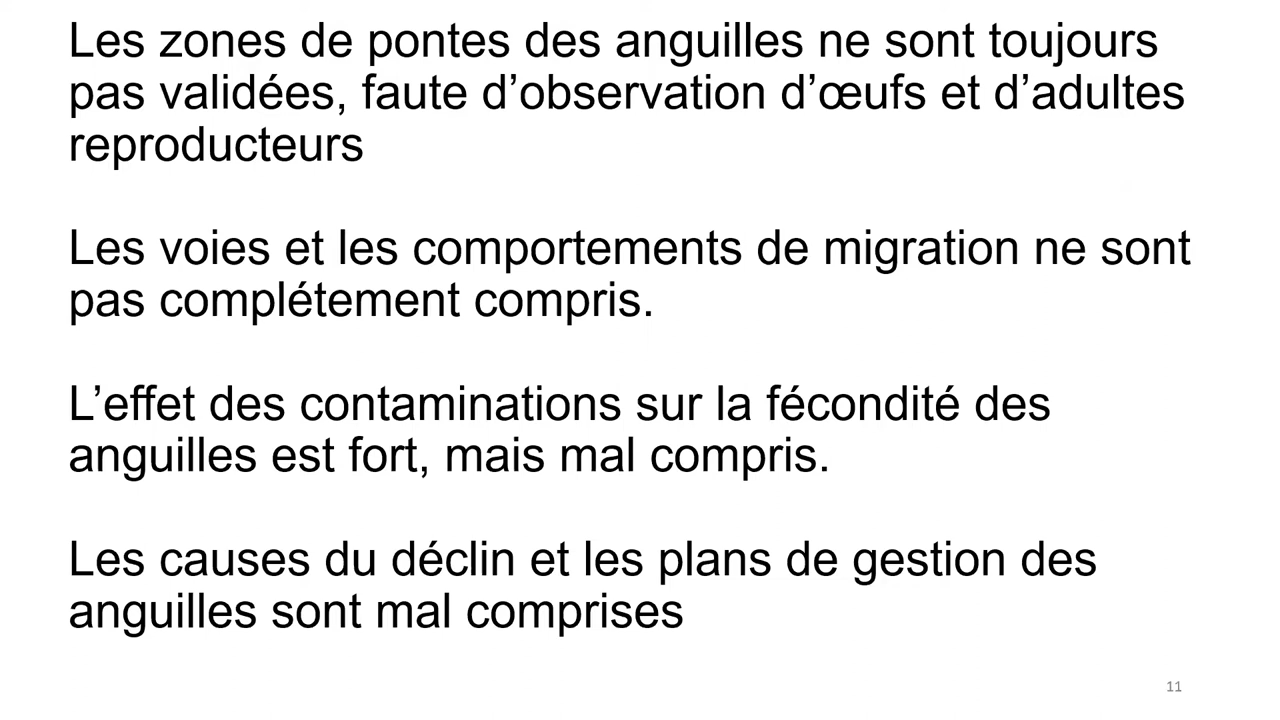 Les zones de pontes des anguilles ne sont toujours
pas validées, faute d’observation d’œufs et d’adultes
reproducteurs
Les voies et les comportements de migration ne sont
pas complétement compris.
L’effet des contaminations sur la fécondité des
anguilles est fort, mais mal compris.
Les causes du déclin et les plans de gestion des
anguilles sont mal comprises
11